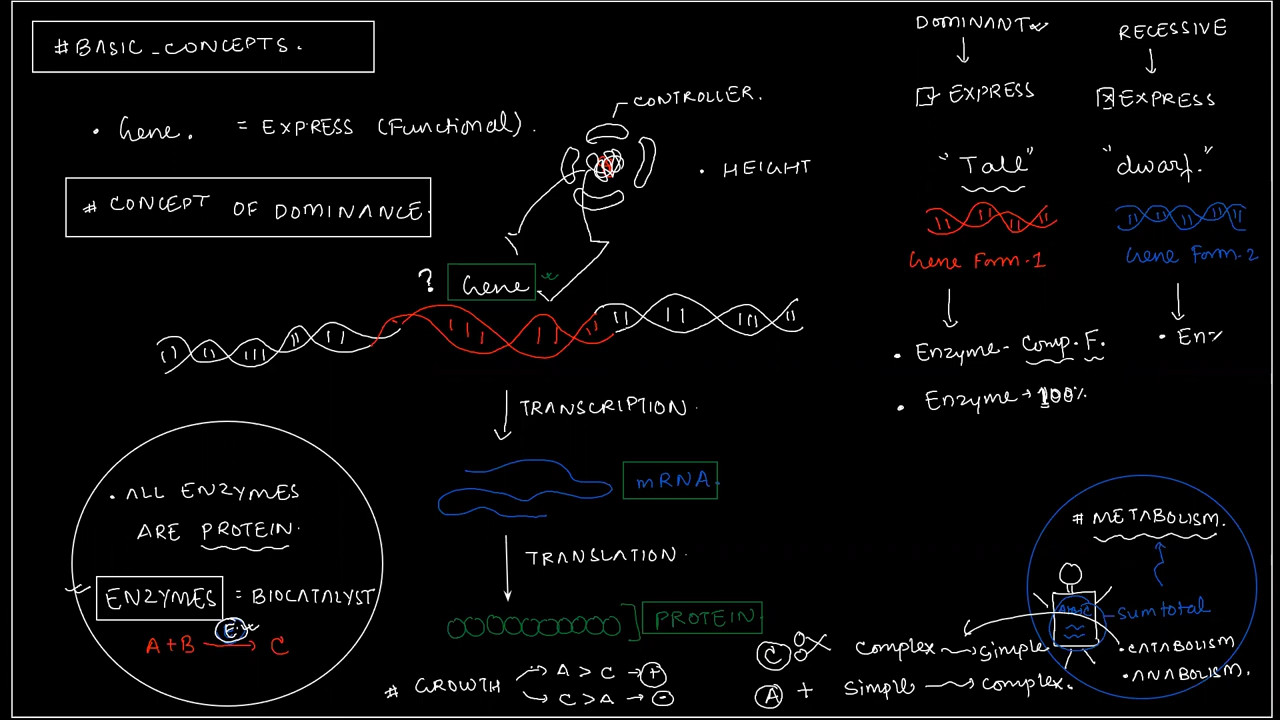 # BASIC_CONCEPTS.
• Gene. = EXPRESS (Functional).
# CONCEPT OF DOMINANCE.
CONTROLLER.
• HEIGHT
DOMINANT
EXPRESS
"Tall"
Gene Form.1
• Enzyme - Comp. F.
• Enzyme → 100%
RECESSIVE
EXPRESS
"dwarf."
Gene Form-2
• En
? Gene
TRANSCRIPTION.
mRNA.
TRANSLATION.
PROTEIN.
• ALL ENZYMES
ARE PROTEIN.
ENZYMES = BIOCATALYST
E
A+B → C
# GROWTH
A > C → +
C > A → -
# METABOLISM.
A+B→C
sumtotal
• CATABOLISM
• ANABOLISM.
C Complex → Simple
A + Simple → Complex.